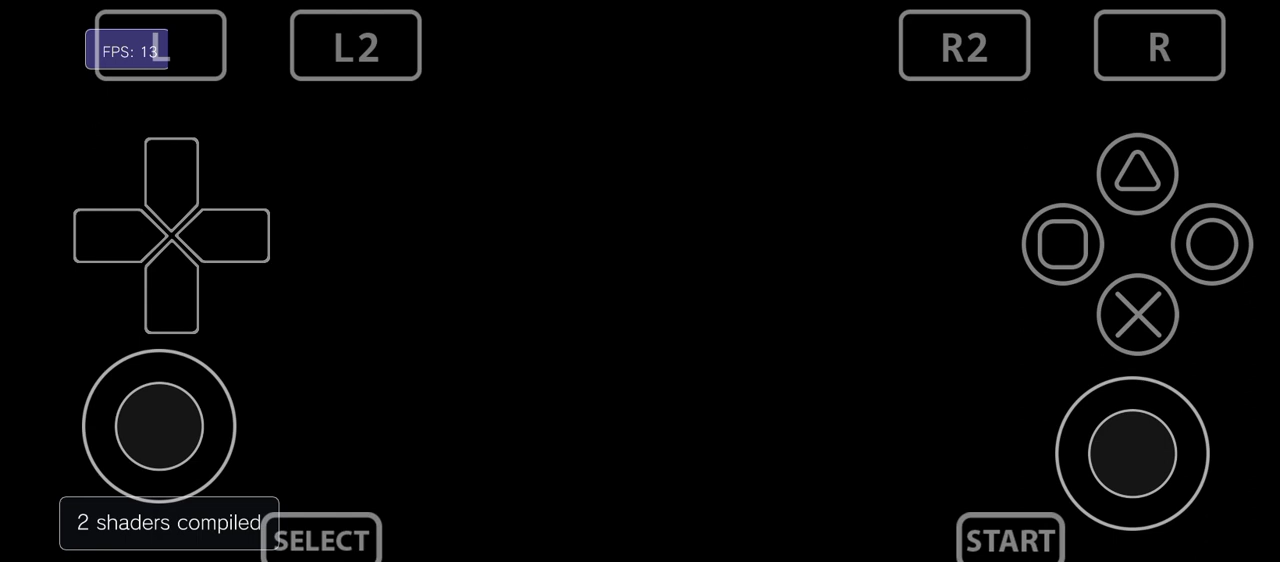 FPS: 13
L
L2
R2
R
2 shaders compiled
SELECT
START